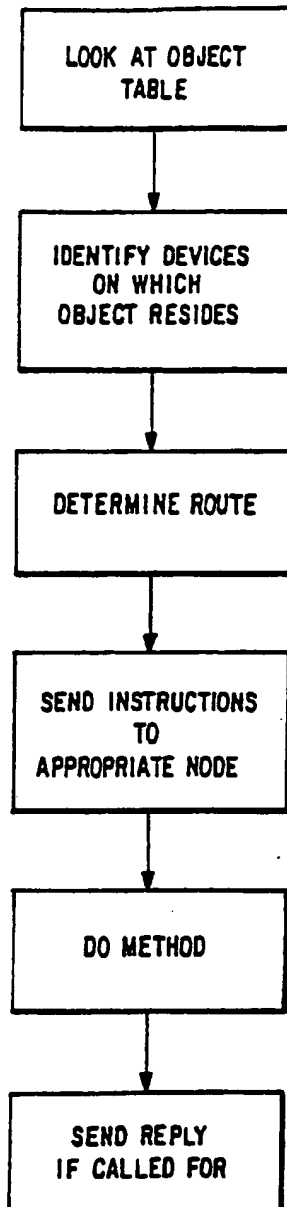 LOOK AT OBJECT
TABLE
IDENTIFY DEVICES
ON WHICH
OBJECT RESIDES
DETERMINE ROUTE
SEND INSTRUCTIONS
TO
APPROPRIATE NODE
DO METHOD
SEND REPLY
IF CALLED FOR